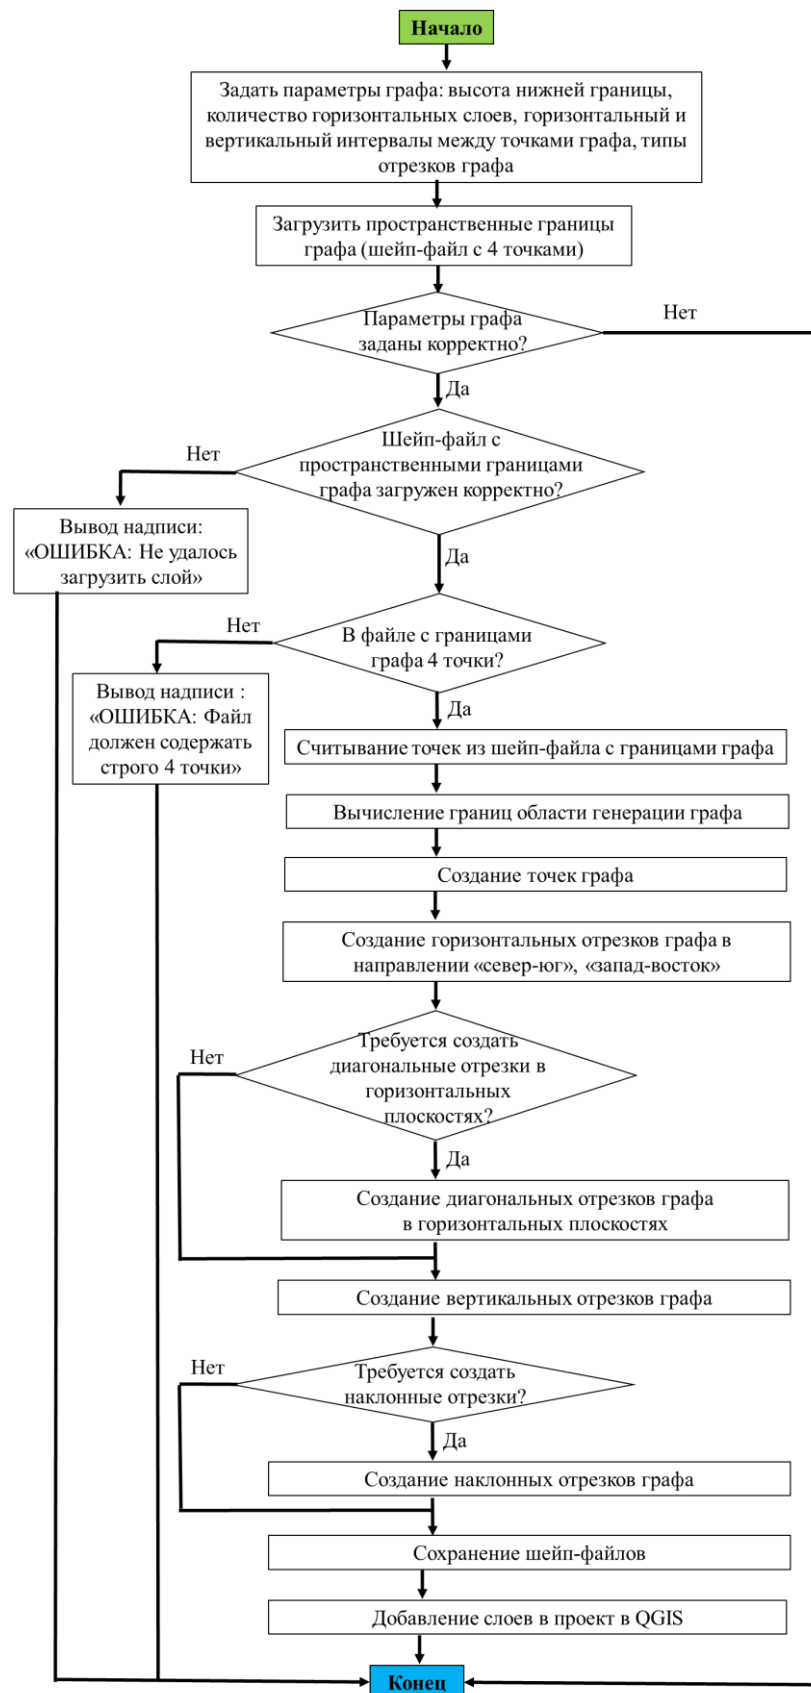 Начало
Задать параметры графа: высота нижней границы,
количество горизонтальных слоев, горизонтальный и
вертикальный интервалы между точками графа, типы
отрезков графа
Загрузить пространственные границы
графа (шейп-файл с 4 точками)
Параметры графа
заданы корректно?
Нет
Да
Шейп-файл с
пространственными границами
графа загружен корректно?
Нет
Вывод надписи:
«ОШИБКА: Не удалось
загрузить слой»
Да
В файле с границами
графа 4 точки?
Нет
Вывод надписи :
«ОШИБКА: Файл
должен содержать
строго 4 точки»
Да
Считывание точек из шейп-файла с границами графа
Вычисление границ области генерации графа
Создание точек графа
Создание горизонтальных отрезков графа в
направлении «север-юг», «запад-восток»
Требуется создать
диагональные отрезки в
горизонтальных
плоскостях?
Нет
Да
Создание диагональных отрезков графа
в горизонтальных плоскостях
Создание вертикальных отрезков графа
Требуется создать
наклонные отрезки?
Нет
Да
Создание наклонных отрезков графа
Сохранение шейп-файлов
Добавление слоев в проект в QGIS
Конец